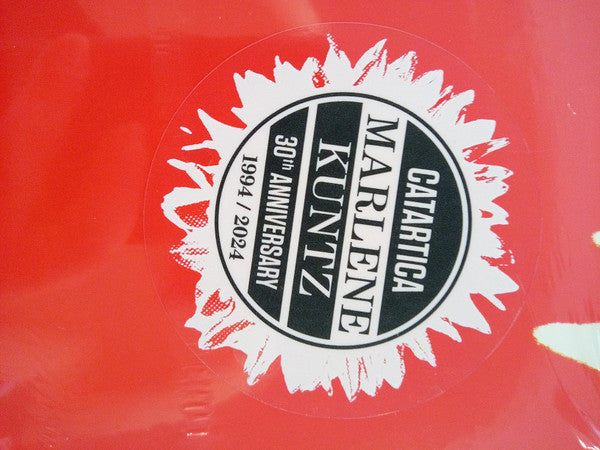 CATARTICA
MARLENE
KUNTZ
30th ANNIVERSARY
1994 / 2024